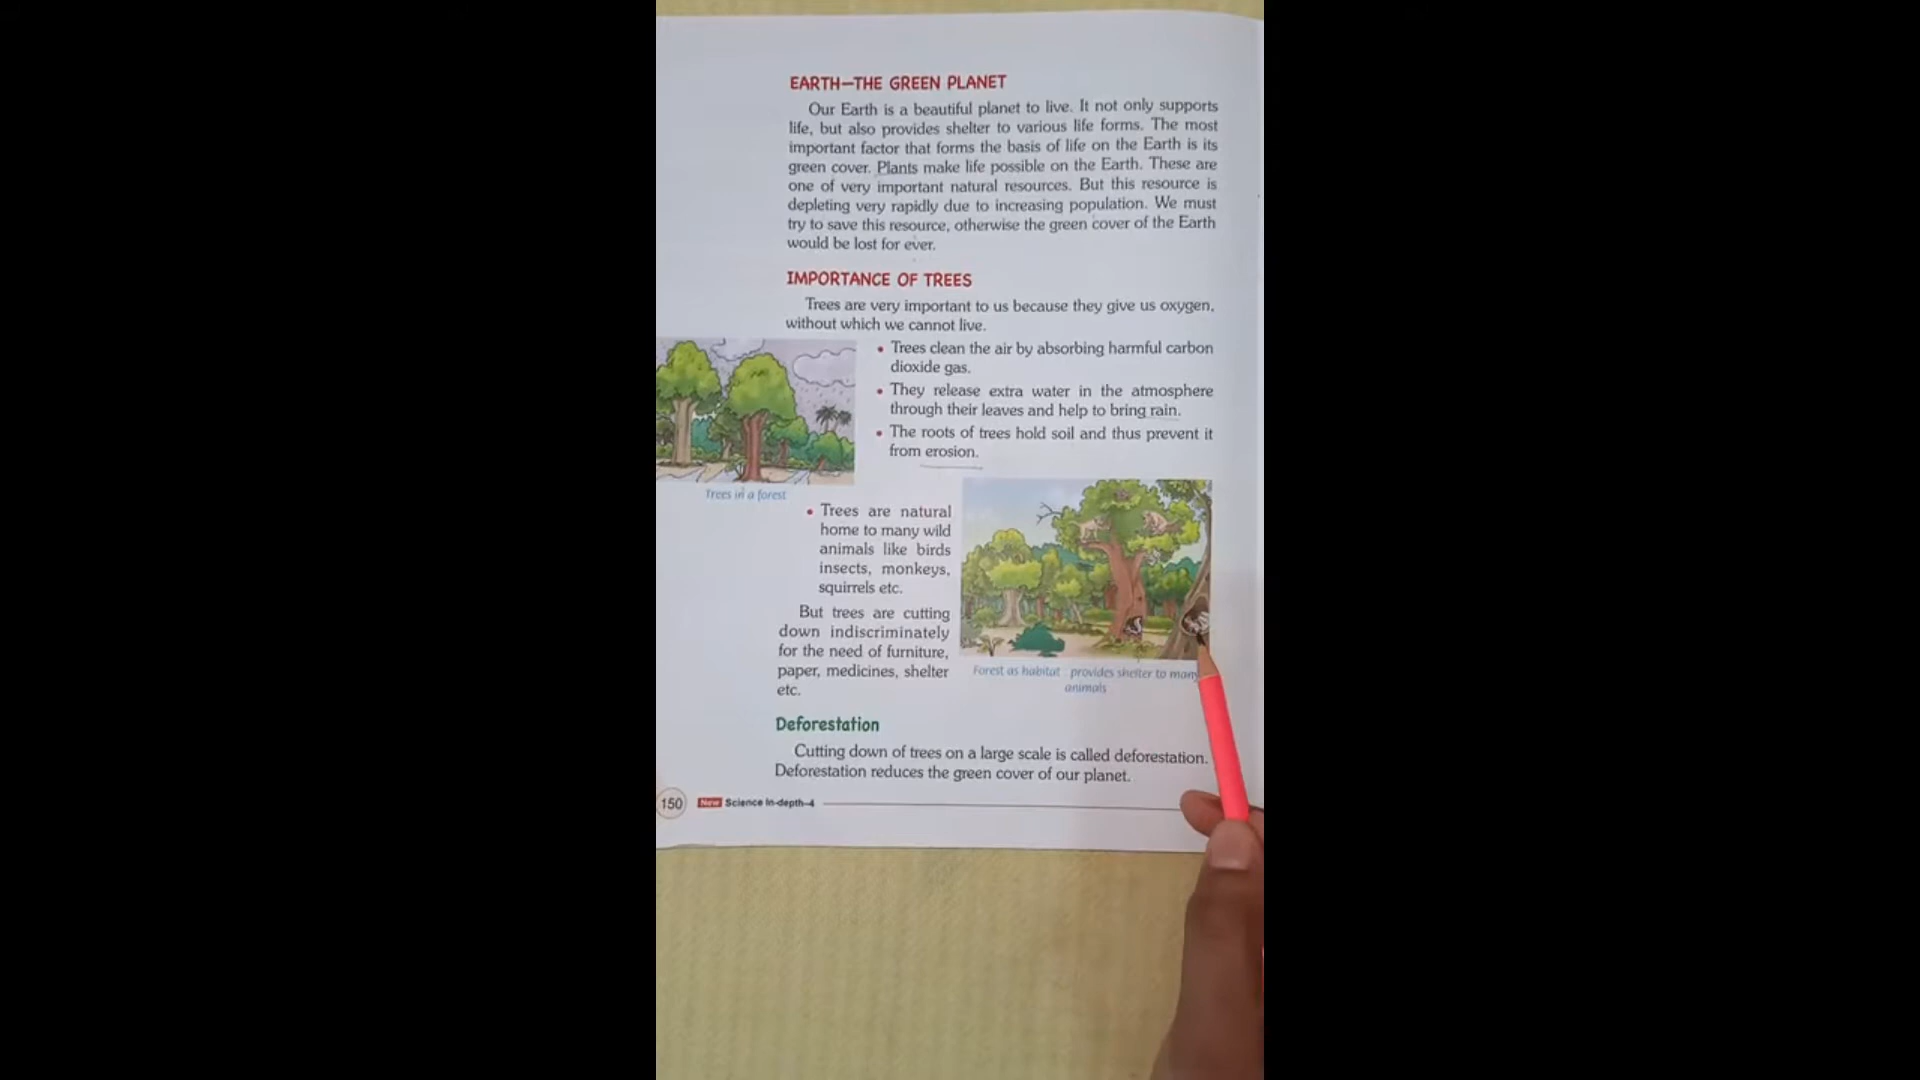 EARTH—THE GREEN PLANET
Our Earth is a beautiful planet to live. It not only supports
life, but also provides shelter to various life forms. The most
important factor that forms the basis of life on the Earth is its
green cover. Plants make life possible on the Earth. These are
one of very important natural resources. But this resource is
depleting very rapidly due to increasing population. We must
try to save this resource, otherwise the green cover of the Earth
would be lost for ever.
IMPORTANCE OF TREES
Trees are very important to us because they give us oxygen,
without which we cannot live.
• Trees clean the air by absorbing harmful carbon
dioxide gas.
• They release extra water in the atmosphere
through their leaves and help to bring rain.
• The roots of trees hold soil and thus prevent it
from erosion.
Trees in a forest
• Trees are natural
home to many wild
animals like birds
insects, monkeys,
squirrels etc.
But trees are cutting
down indiscriminately
for the need of furniture,
paper, medicines, shelter
etc.
Forest as habitat provides shelter to many
animals
Deforestation
Cutting down of trees on a large scale is called deforestation.
Deforestation reduces the green cover of our planet.
150 New Science In-depth–4